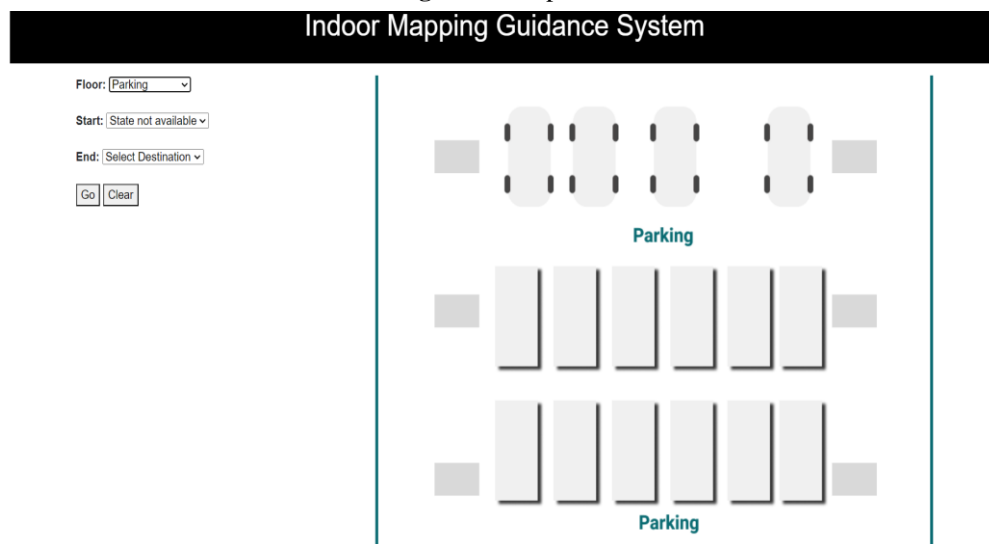 Indoor Mapping Guidance System
Floor: Parking
Start: State not available
End: Select Destination
Go Clear
Parking
Parking